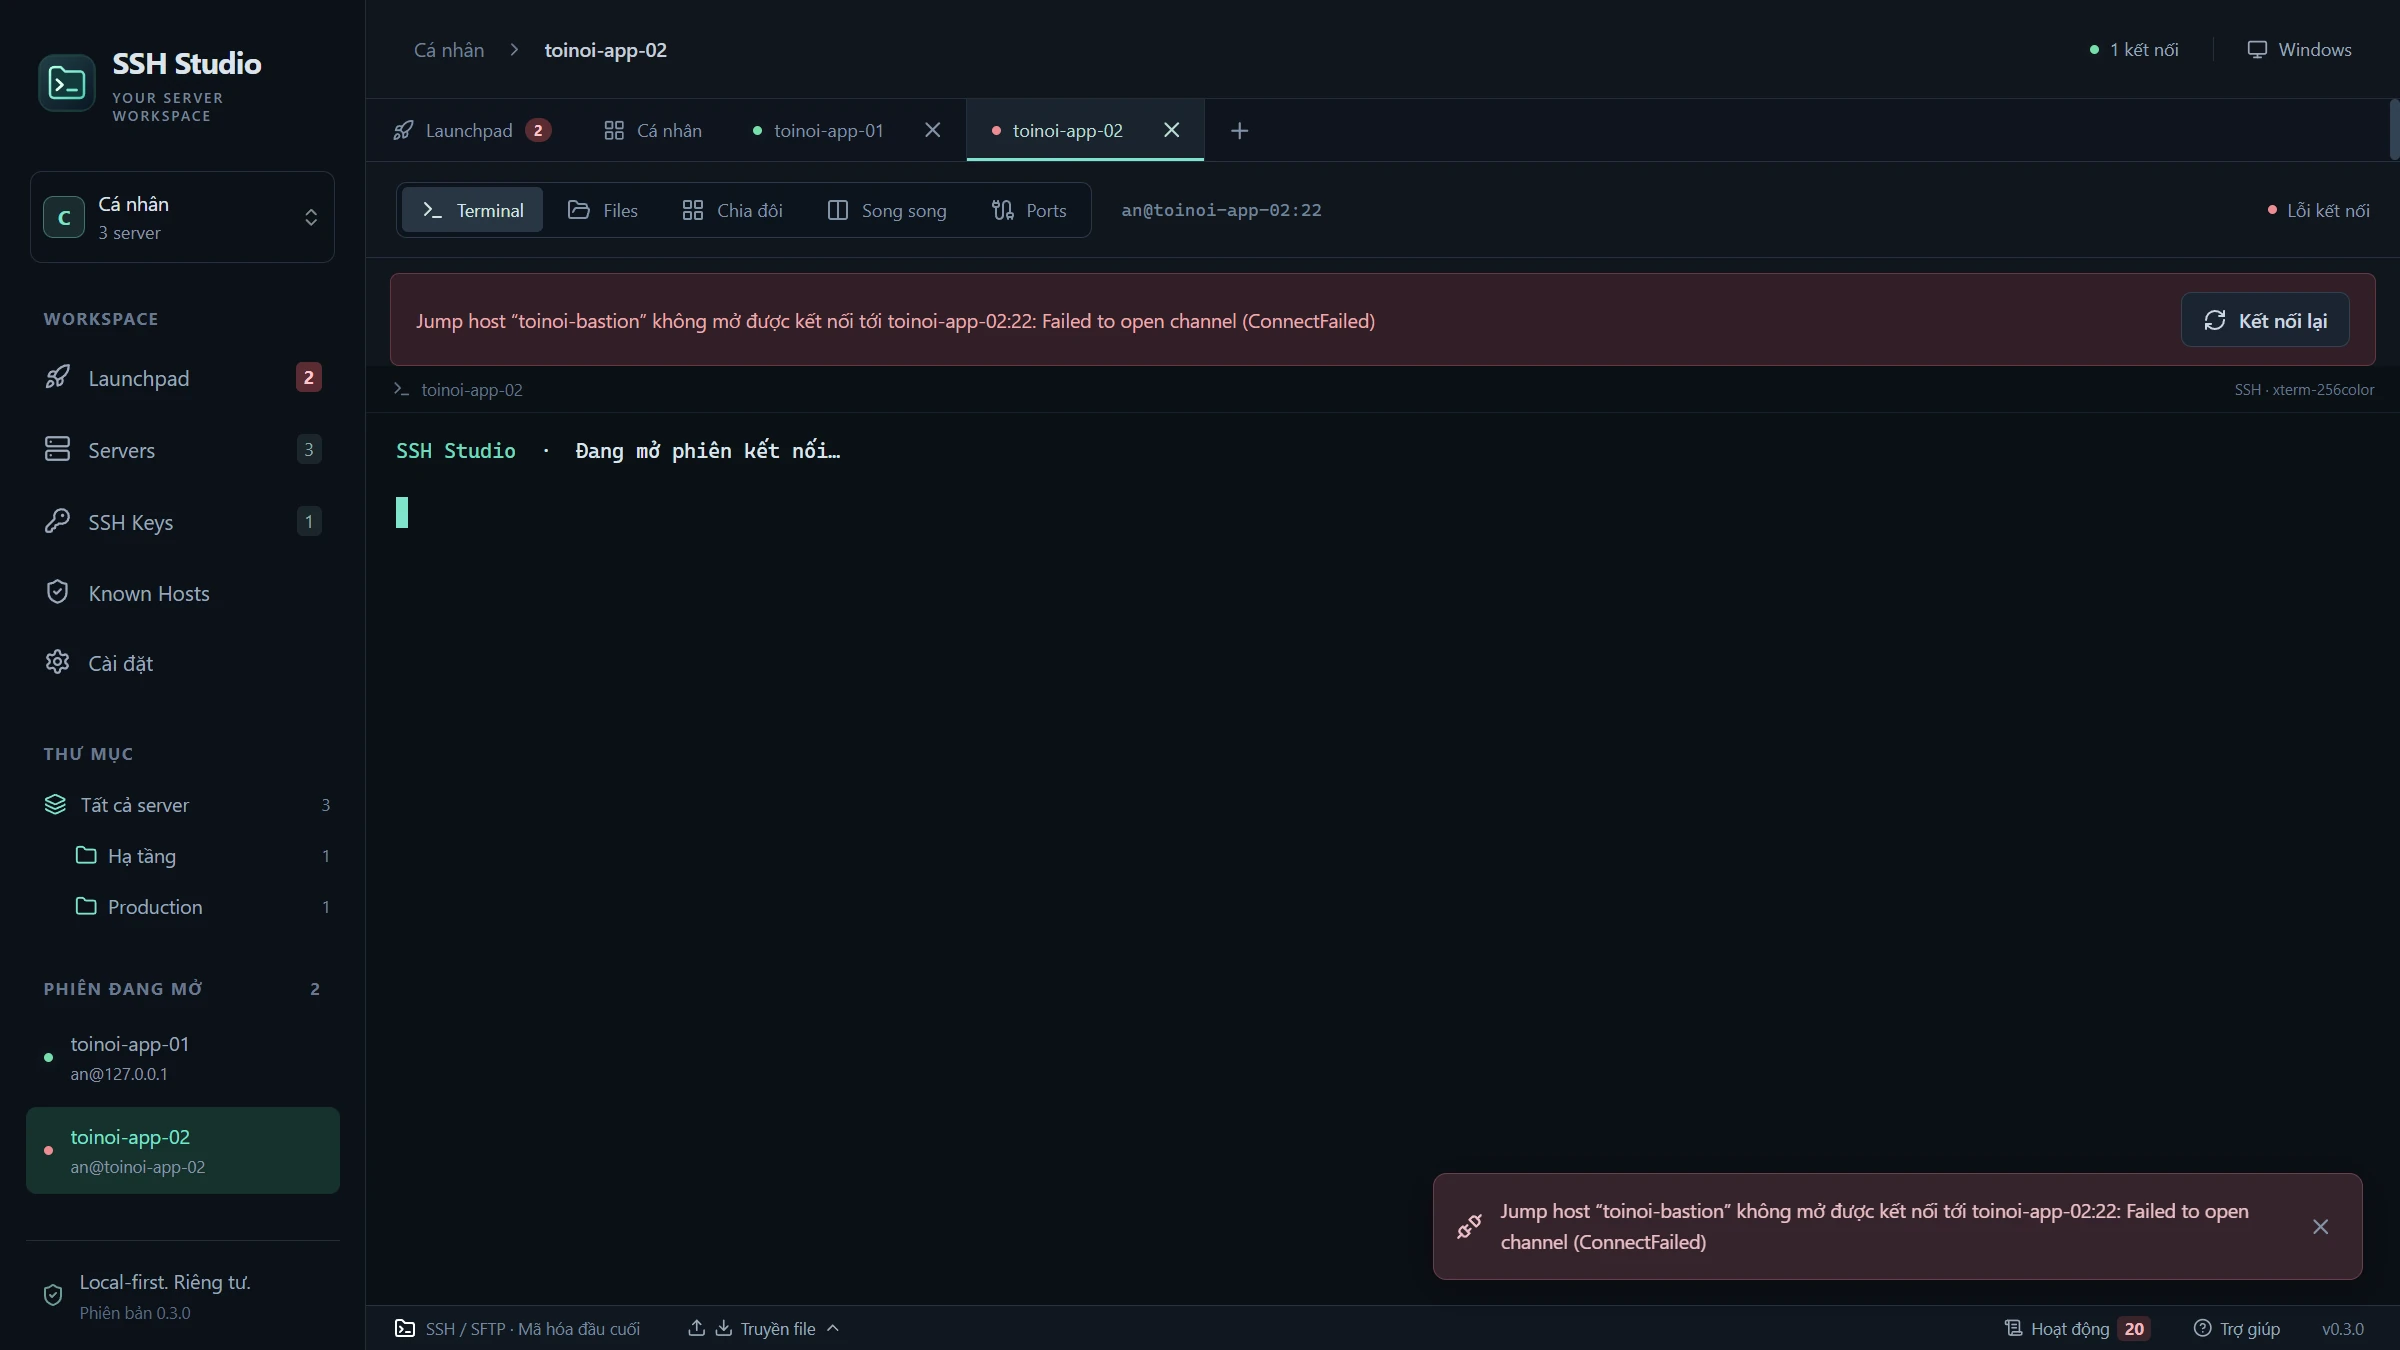 SSH Studio
YOUR SERVER
WORKSPACE
C
Cá nhân
3 server
WORKSPACE
Launchpad 2
Servers 3
SSH Keys 1
Known Hosts
Cài đặt
THƯ MỤC
Tất cả server 3
Hạ tầng 1
Production 1
PHIÊN ĐANG MỞ 2
toinoi-app-01
an@127.0.0.1
toinoi-app-02
an@toinoi-app-02
Local-first. Riêng tư.
Phiên bản 0.3.0
Cá nhân > toinoi-app-02
1 kết nối
Windows
Launchpad 2
Cá nhân
toinoi-app-01
toinoi-app-02
Terminal
Files
Chia đôi
Song song
Ports
an@toinoi-app-02:22
Lỗi kết nối
Jump host “toinoi-bastion” không mở được kết nối tới toinoi-app-02:22: Failed to open channel (ConnectFailed)
Kết nối lại
toinoi-app-02
SSH · xterm-256color
SSH Studio · Đang mở phiên kết nối…
Jump host “toinoi-bastion” không mở được kết nối tới toinoi-app-02:22: Failed to open
channel (ConnectFailed)
SSH / SFTP · Mã hóa đầu cuối
Truyền file
Hoạt động 20
Trợ giúp
v0.3.0